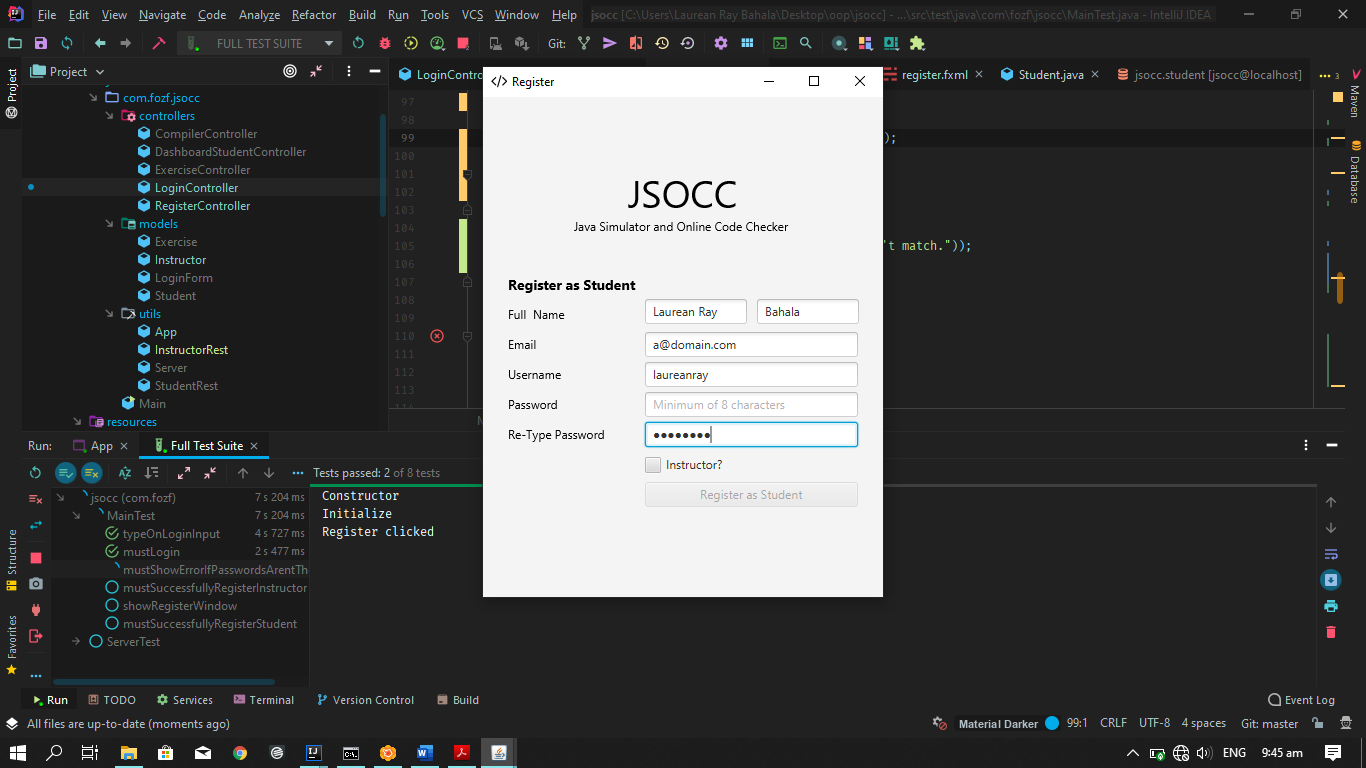 File Edit View Navigate Code Analyze Refactor Build Run Tools VCS Window Help jsocc [C:\Users\Laurean Ray Bahala\Desktop\oop\jsocc] - ...\src\test\java\com\fozf\jsocc\MainTest.java - IntelliJ IDEA
FULL TEST SUITE Git:
Project
LoginContro
register.fxml
Student.java
jsocc.student [jsocc@localhost]
3
Project
Structure
Favorites
Maven
Database
com.fozf.jsocc
controllers
CompilerController
DashboardStudentController
ExerciseController
LoginController
RegisterController
models
Exercise
Instructor
LoginForm
Student
utils
App
InstructorRest
Server
StudentRest
Main
resources
97
98
99 );
100
101
102
103
104
105 't match."));
106
107
108
109
110
111
112
113
Register
JSOCC
Java Simulator and Online Code Checker
Register as Student
Full Name Laurean Ray Bahala
Email a@domain.com
Username laureanray
Password Minimum of 8 characters
Re-Type Password ●●●●●●●●
Instructor?
Register as Student
Run: App Full Test Suite
Tests passed: 2 of 8 tests
jsocc (com.fozf) 7 s 204 ms
MainTest 7 s 204 ms
typeOnLoginInput 4 s 727 ms
mustLogin 2 s 477 ms
mustShowErrorIfPasswordsArentTh
mustSuccessfullyRegisterInstructor
showRegisterWindow
mustSuccessfullyRegisterStudent
ServerTest
Constructor
Initialize
Register clicked
Run TODO Services Terminal Version Control Build Event Log
All files are up-to-date (moments ago) Material Darker 99:1 CRLF UTF-8 4 spaces Git: master
ENG 9:45 am